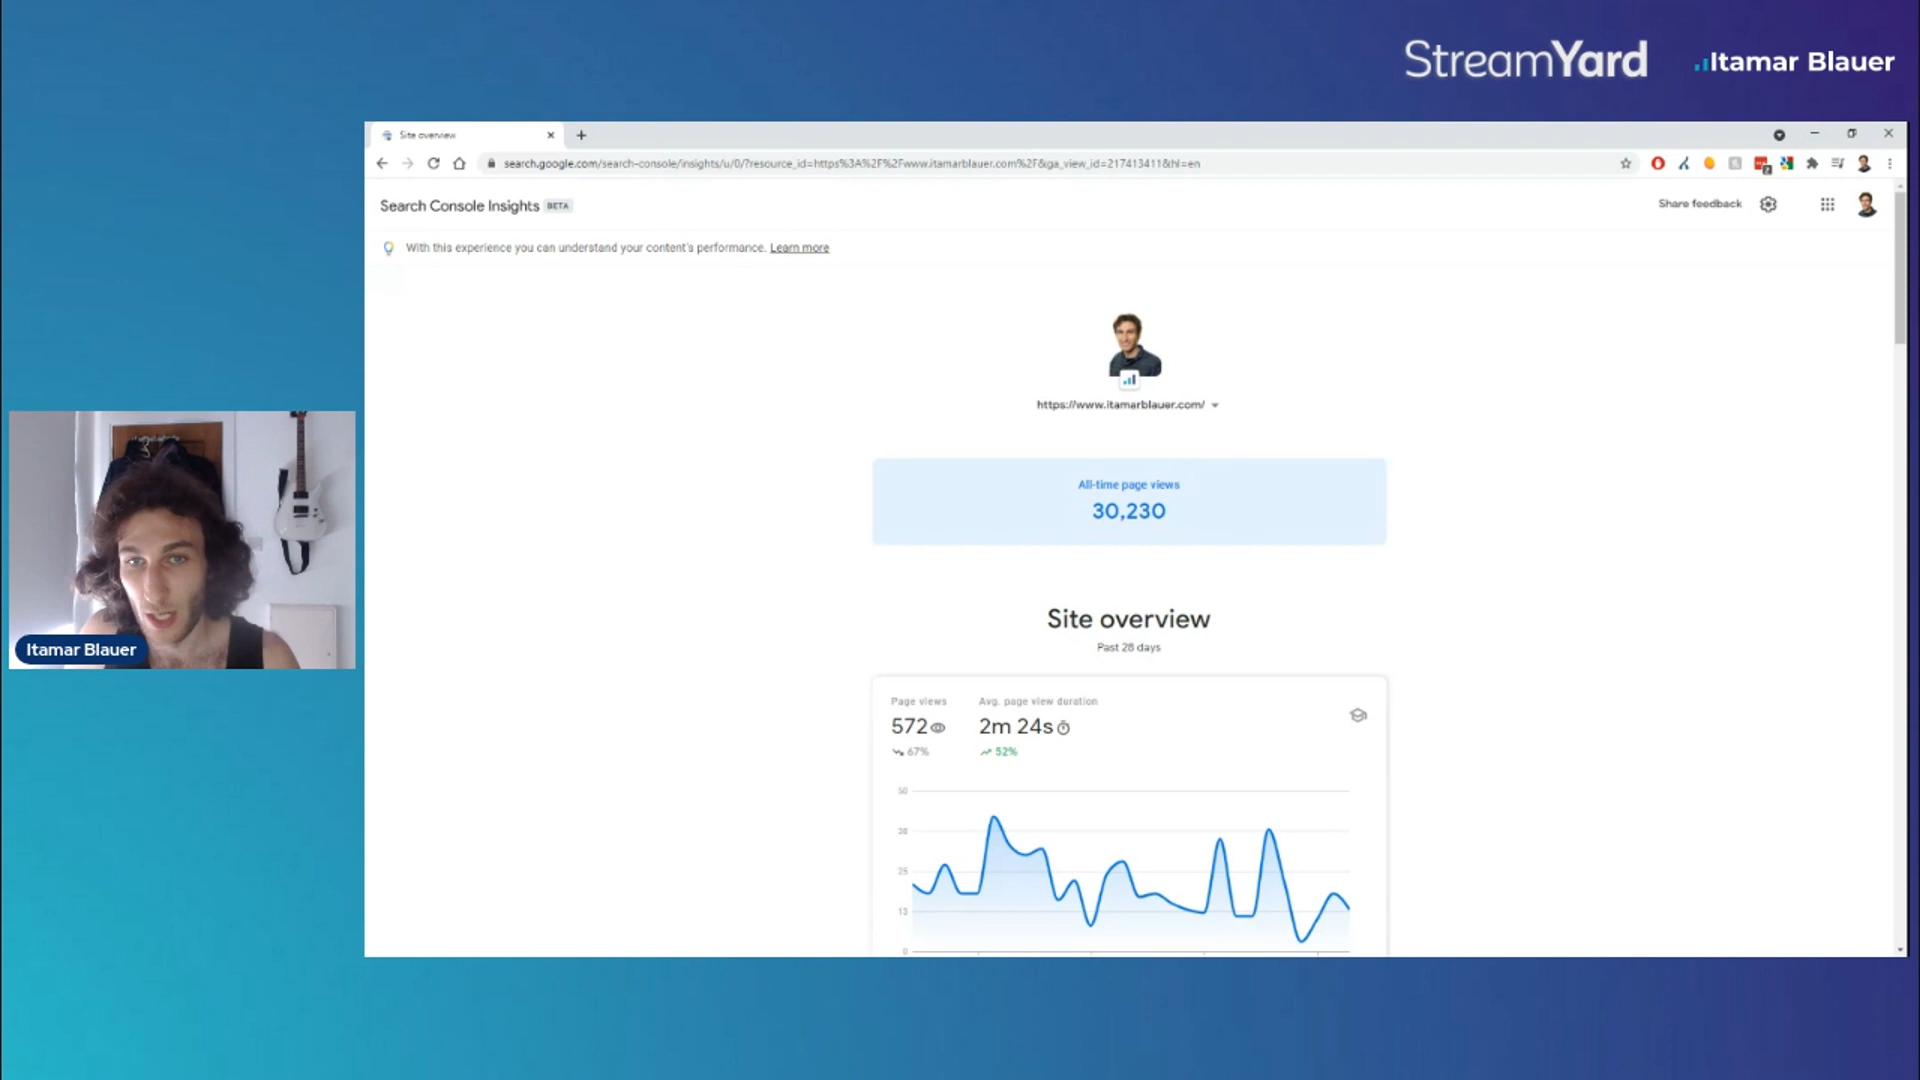 StreamYard
Itamar Blauer
Site overview
search.google.com/search-console/insights/u/0/?resource_id=https%3A%2F%2Fwww.itamarblauer.com%2F&ga_view_id=217413411&hl=en
Search Console Insights BETA
Share feedback
With this experience you can understand your content's performance. Learn more
https://www.itamarblauer.com/
All-time page views
30,230
Site overview
Past 28 days
Page views
Avg. page view duration
572
2m 24s
67%
52%
50
38
25
13
0
Itamar Blauer